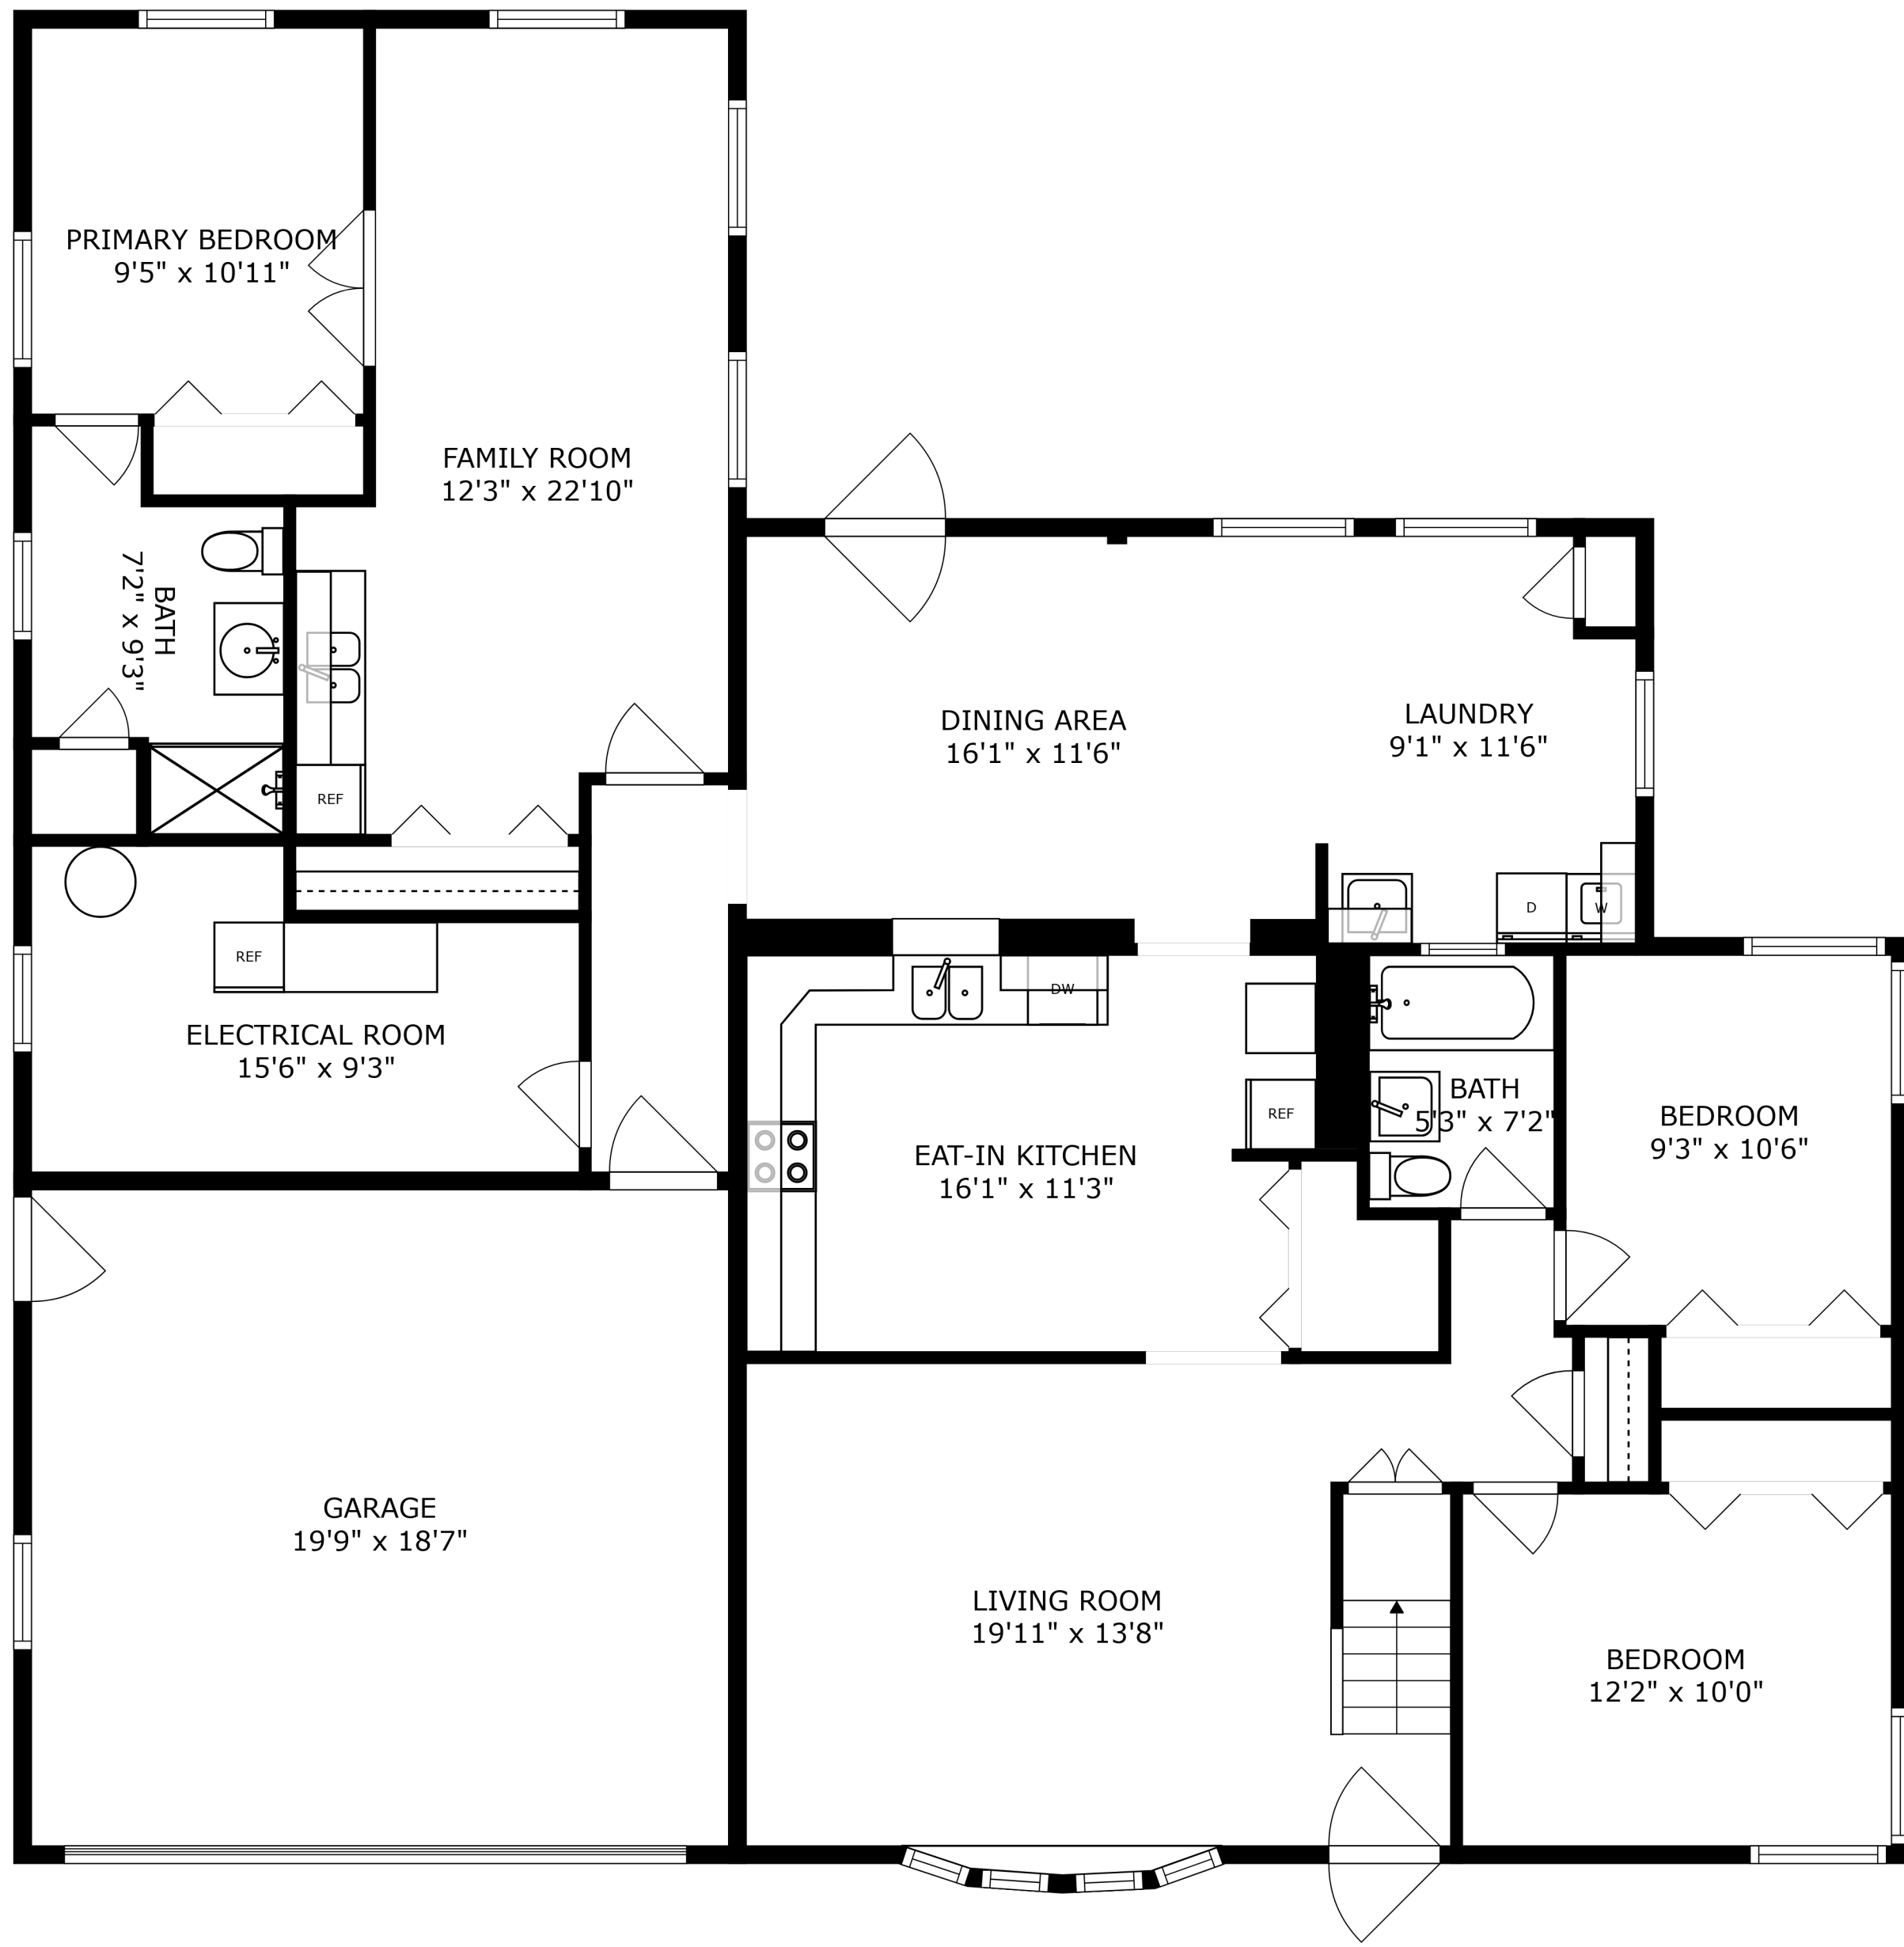 PRIMARY BEDROOM
9'5" x 10'11"
FAMILY ROOM
12'3" x 22'10"
BATH
7'2" x 9'3"
REF
DINING AREA
16'1" x 11'6"
LAUNDRY
9'1" x 11'6"
D
W
REF
ELECTRICAL ROOM
15'6" x 9'3"
DW
REF
EAT-IN KITCHEN
16'1" x 11'3"
BATH
5'3" x 7'2"
BEDROOM
9'3" x 10'6"
GARAGE
19'9" x 18'7"
LIVING ROOM
19'11" x 13'8"
BEDROOM
12'2" x 10'0"